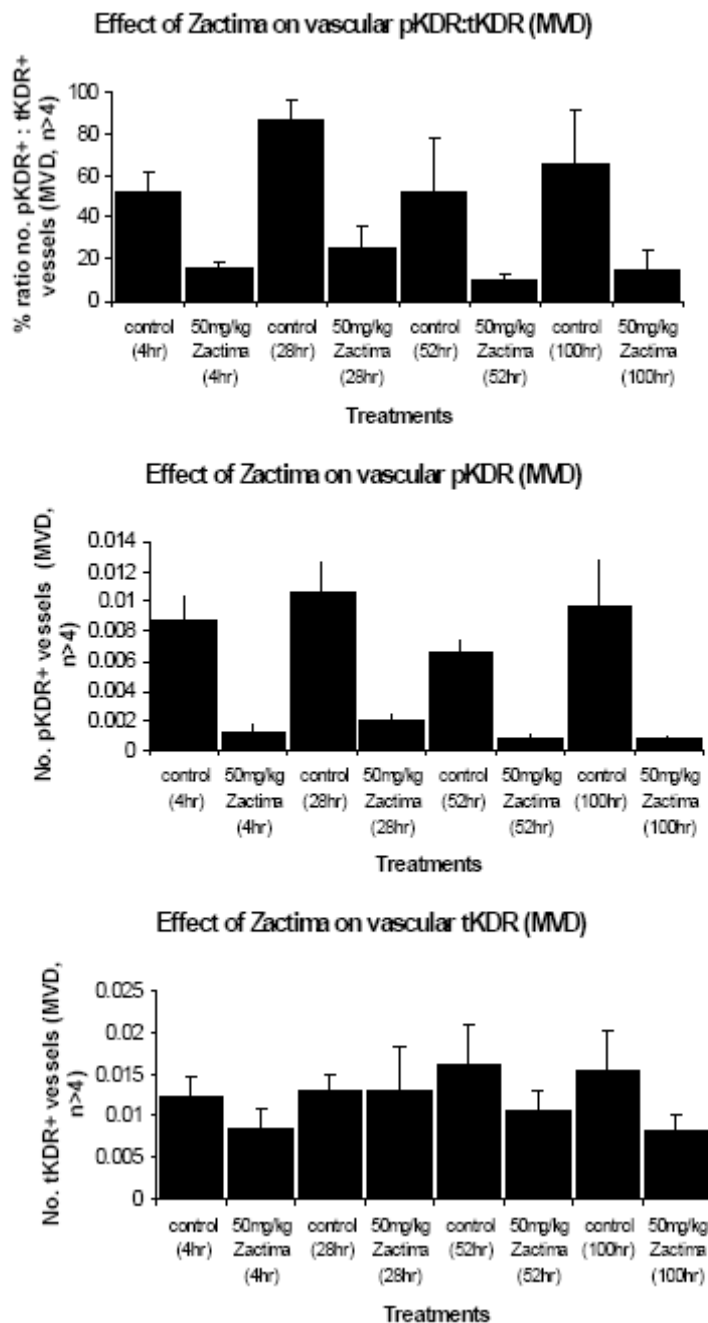 Effect of Zactima on vascular pKDR:tKDR (MVD)
% ratio no. pKDR+ : tKDR+
vessels (MVD, n>4)
100
80
60
40
20
0
control
(4hr)
50mg/kg
Zactima
(4hr)
control
(28hr)
50mg/kg
Zactima
(28hr)
control
(52hr)
50mg/kg
Zactima
(52hr)
control
(100hr)
50mg/kg
Zactima
(100hr)
Treatments
Effect of Zactima on vascular pKDR (MVD)
No. pKDR+ vessels (MVD,
n>4)
0.014
0.012
0.01
0.008
0.006
0.004
0.002
0
control
(4hr)
50mg/kg
Zactima
(4hr)
control
(28hr)
50mg/kg
Zactima
(28hr)
control
(52hr)
50mg/kg
Zactima
(52hr)
control
(100hr)
50mg/kg
Zactima
(100hr)
Treatments
Effect of Zactima on vascular tKDR (MVD)
No. tKDR+ vessels (MVD,
n>4)
0.025
0.02
0.015
0.01
0.005
0
control
(4hr)
50mg/kg
Zactima
(4hr)
control
(28hr)
50mg/kg
Zactima
(28hr)
control
(52hr)
50mg/kg
Zactima
(52hr)
control
(100hr)
50mg/kg
Zactima
(100hr)
Treatments